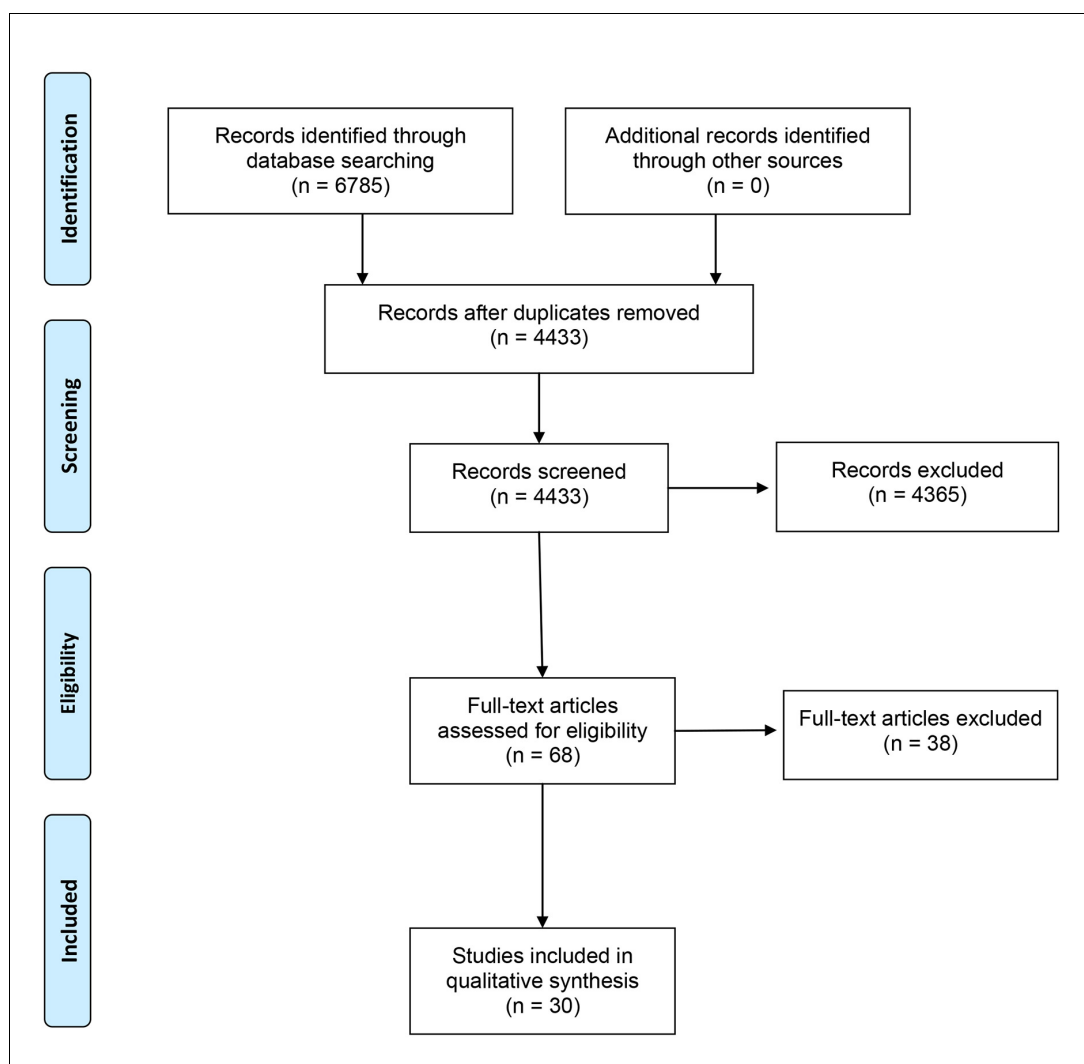 Identification
Records identified through
database searching
(n = 6785)
Additional records identified
through other sources
(n = 0)
Records after duplicates removed
(n = 4433)
Screening
Records screened
(n = 4433)
Records excluded
(n = 4365)
Eligibility
Full-text articles
assessed for eligibility
(n = 68)
Full-text articles excluded
(n = 38)
Included
Studies included in
qualitative synthesis
(n = 30)